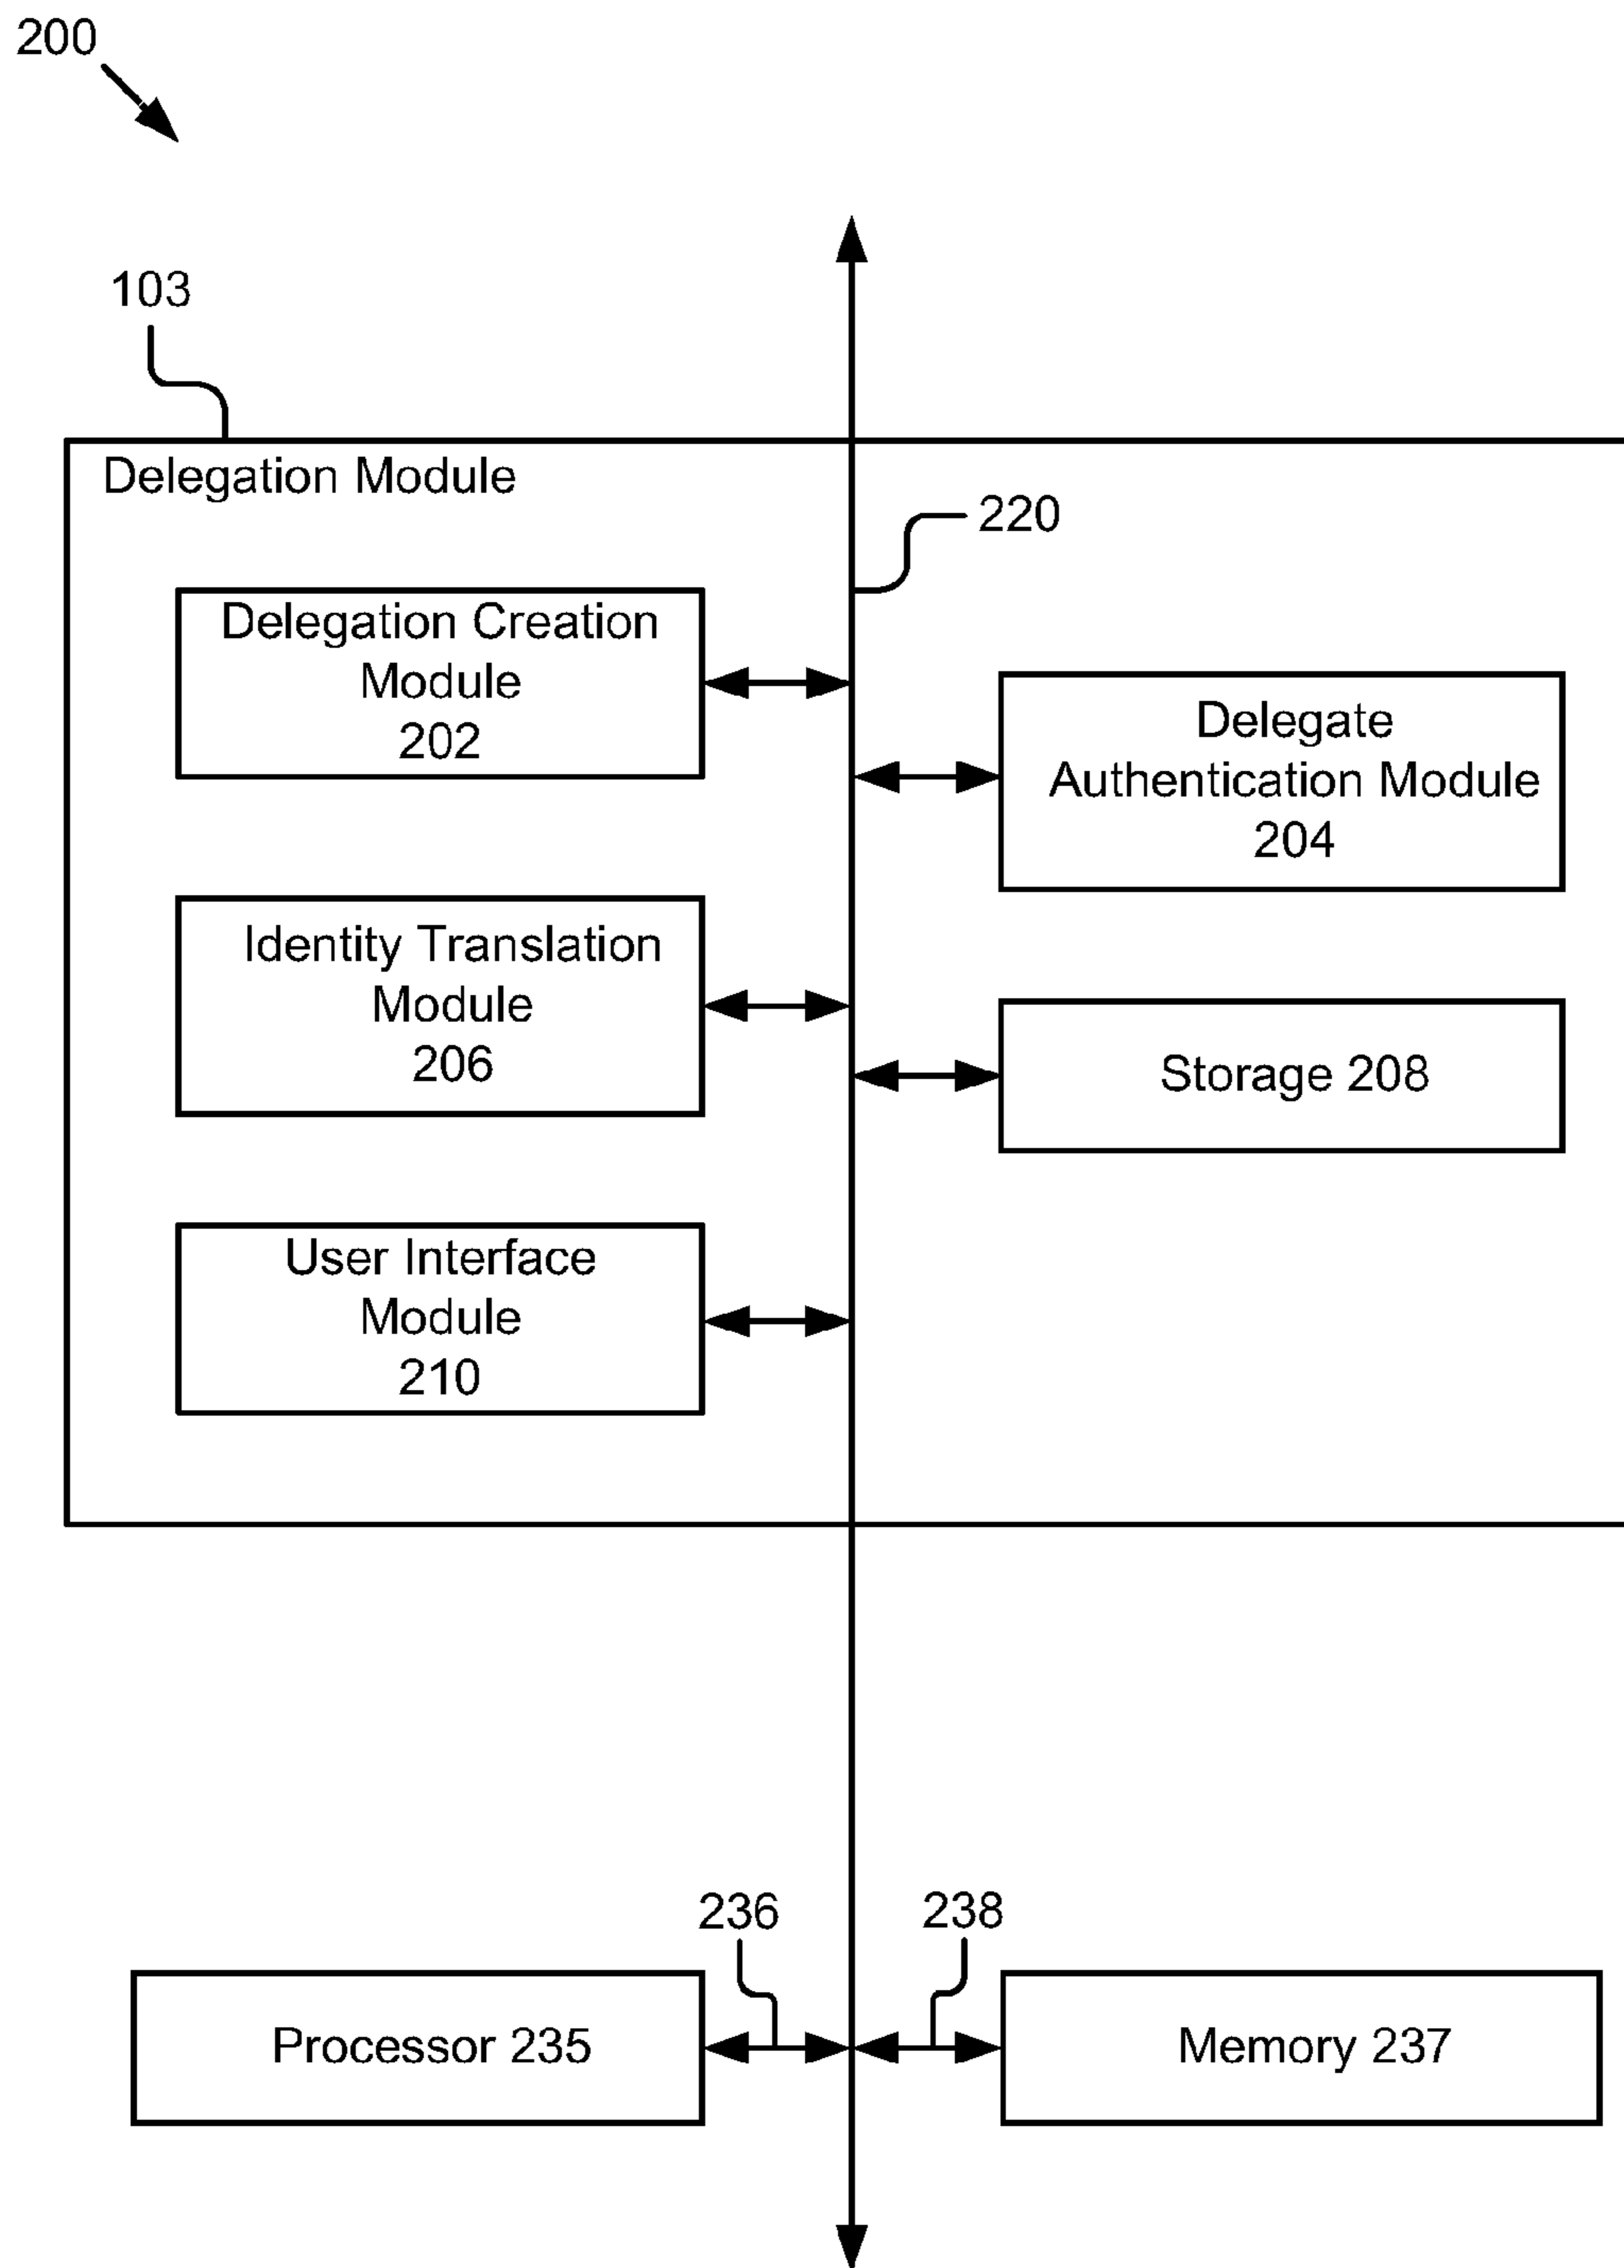 200
103
Delegation Module
220
Delegation Creation
Module
202
Delegate
Authentication Module
204
Identity Translation
Module
206
Storage 208
User Interface
Module
210
236
238
Processor 235
Memory 237